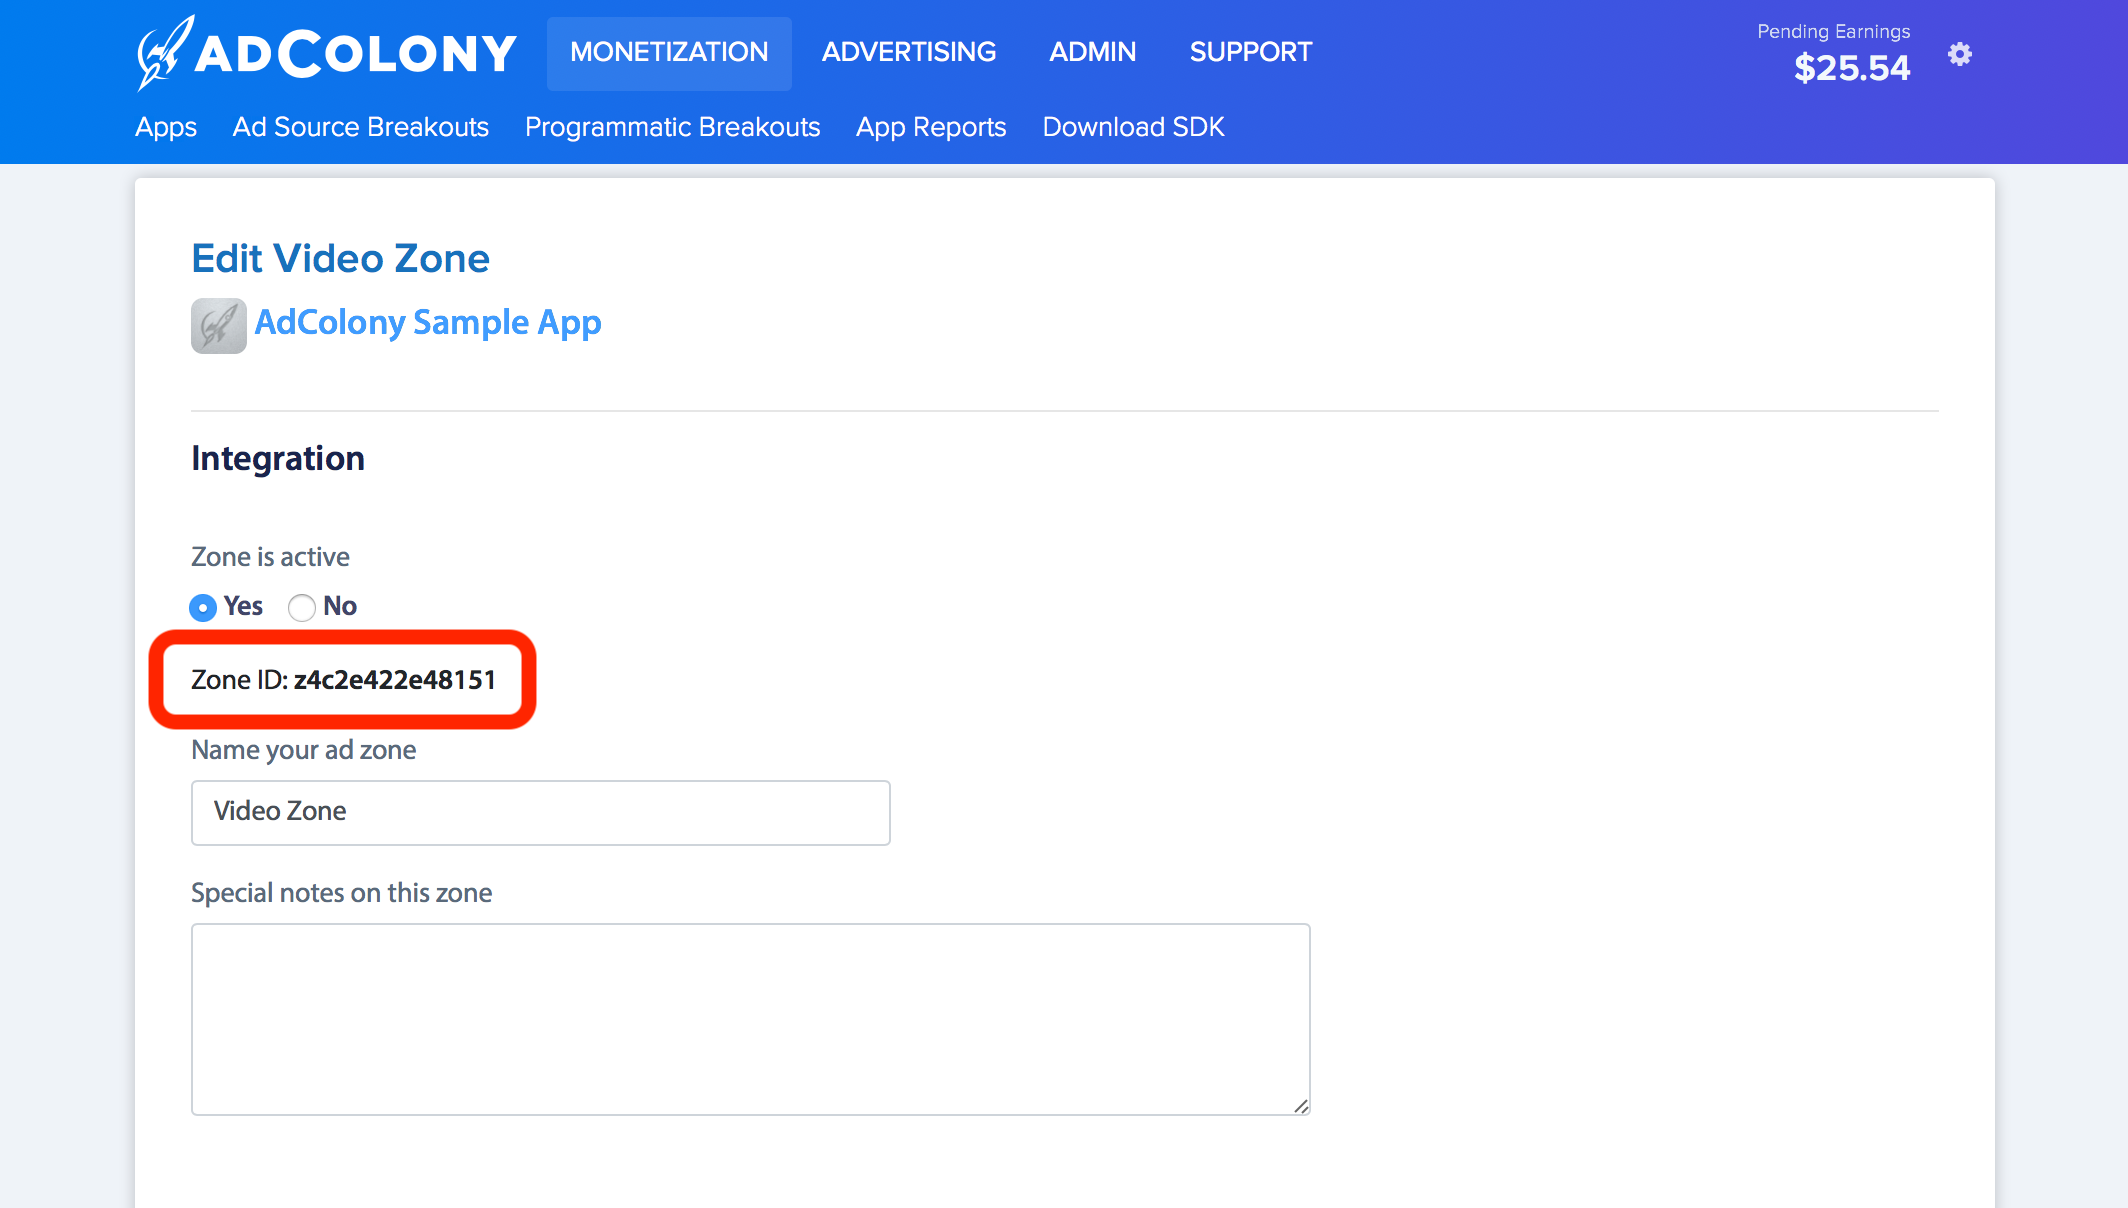 ADCOLONY
MONETIZATION ADVERTISING ADMIN SUPPORT
Pending Earnings
$25.54
Apps Ad Source Breakouts Programmatic Breakouts App Reports Download SDK
Edit Video Zone
AdColony Sample App
Integration
Zone is active
Yes No
Zone ID: z4c2e422e48151
Name your ad zone
Video Zone
Special notes on this zone